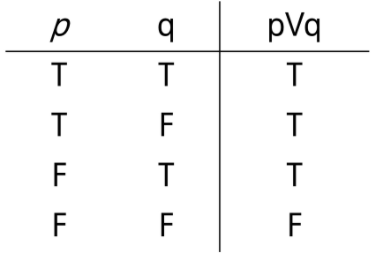 p q pVq
T T T
T F T
F T T
F F F